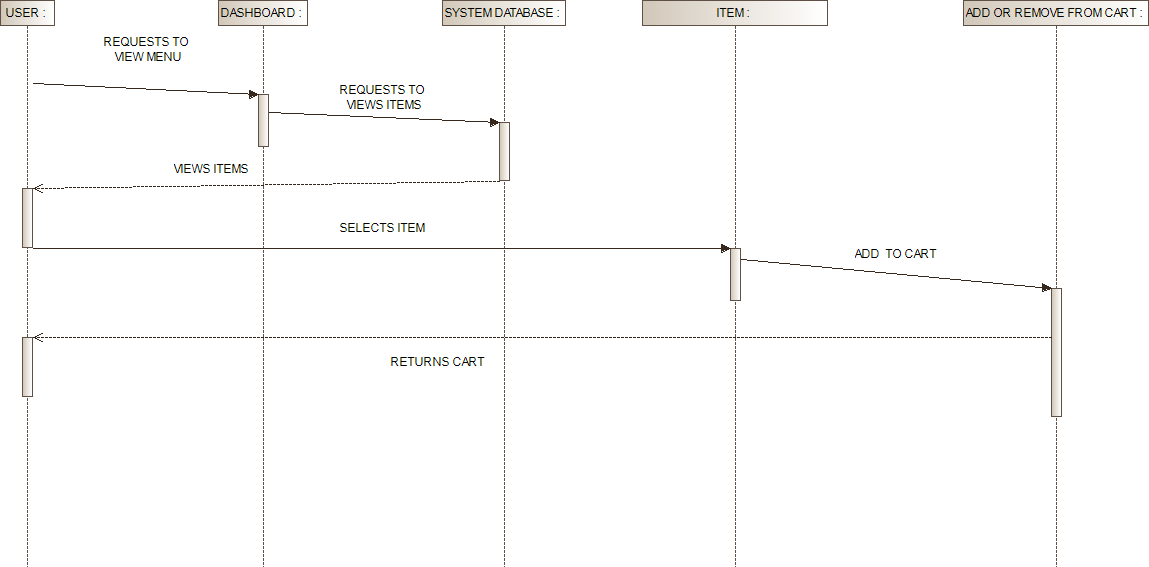 USER :
DASHBOARD :
SYSTEM DATABASE :
ITEM :
ADD OR REMOVE FROM CART :
REQUESTS TO
VIEW MENU
REQUESTS TO
VIEWS ITEMS
VIEWS ITEMS
SELECTS ITEM
ADD TO CART
RETURNS CART